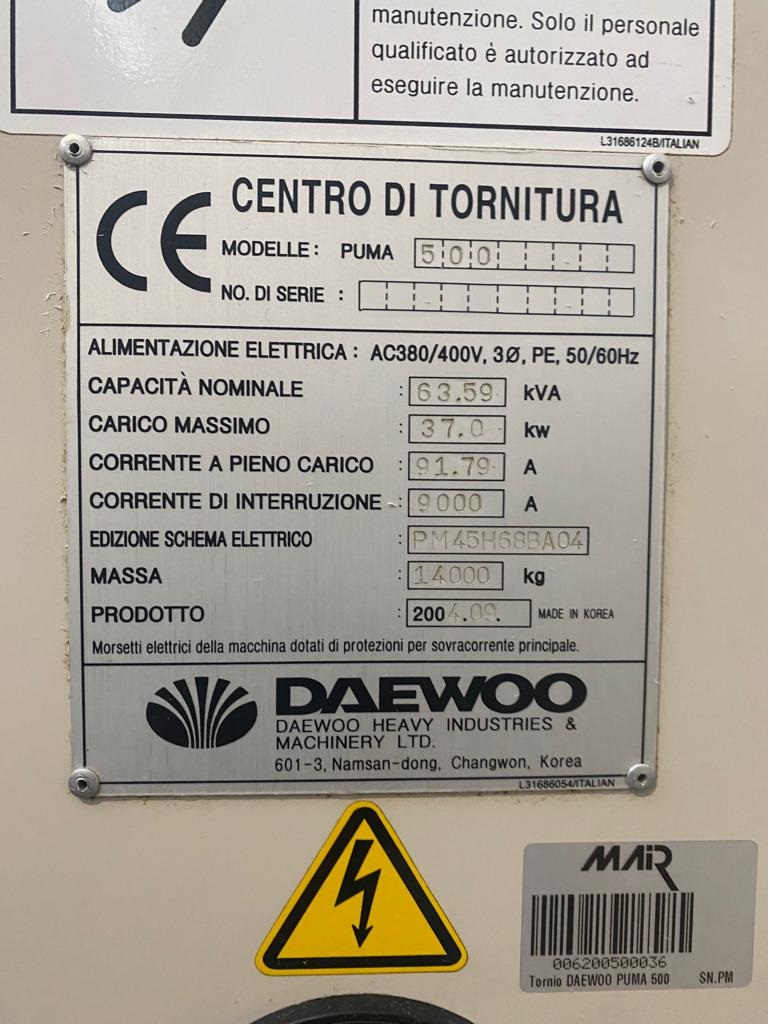 manutenzione. Solo il personale
qualificato è autorizzato ad
eseguire la manutenzione.
L31686124B/ITALIAN
CE CENTRO DI TORNITURA
MODELLE : PUMA 500
NO. DI SERIE :
ALIMENTAZIONE ELETTRICA : AC380/400V, 3Ø, PE, 50/60Hz
CAPACITÀ NOMINALE : 63.59 kVA
CARICO MASSIMO : 37.0 kw
CORRENTE A PIENO CARICO : 91.79 A
CORRENTE DI INTERRUZIONE : 9000 A
EDIZIONE SCHEMA ELETTRICO : PM45H68BA04
MASSA : 14000 kg
PRODOTTO : 2004.09. MADE IN KOREA
Morsetti elettrici della macchina dotati di protezioni per sovracorrente principale.
DAEWOO
DAEWOO HEAVY INDUSTRIES &
MACHINERY LTD.
601-3, Namsan-dong, Changwon, Korea
L31686054/ITALIAN
MAIR
006200500036
Tornio DAEWOO PUMA 500 SN.PM